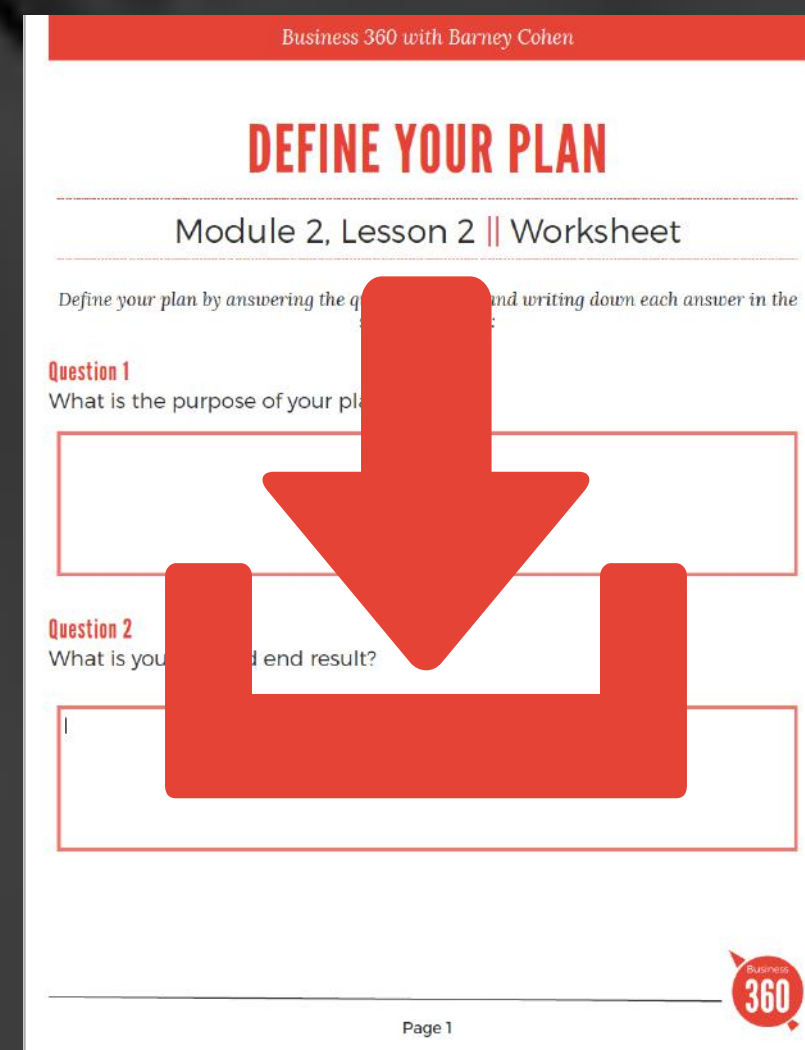 Business 360 with Barney Cohen
DEFINE YOUR PLAN
Module 2, Lesson 2 || Worksheet
Define your plan by answering the and writing down each answer in the
Question 1
What is the purpose of your
Question 2
What is end result?
Business
360
Page 1